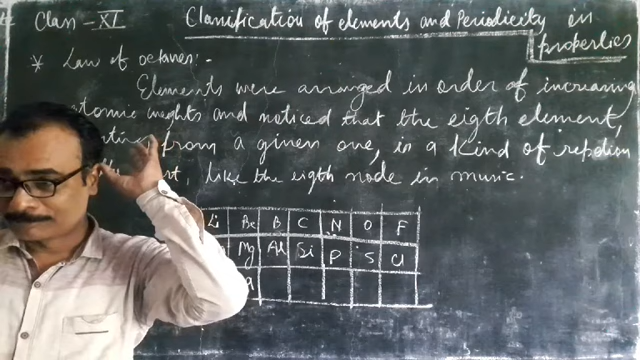 Class - XI
Classification of elements and Periodicity in
properties
* Law of octaves :-
Elements were arranged in order of increasing
atomic weights and noticed that the eigth element,
from a given one, is a kind of repition
like the eigth node in music.
Li Be B C N O F
Mg Al Si P S Cl